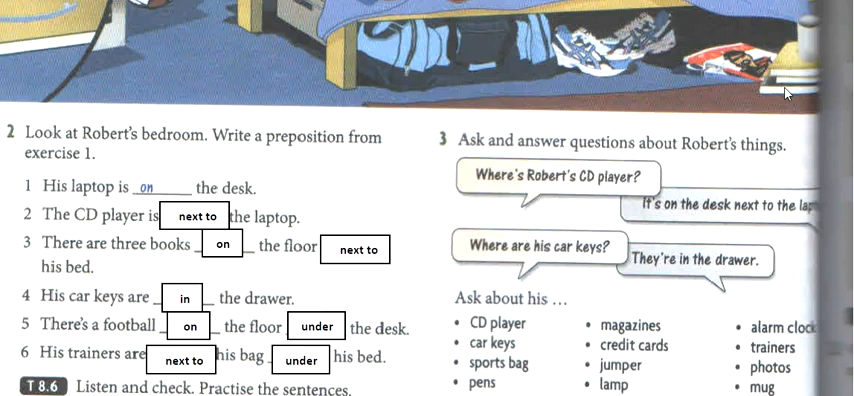 2 Look at Robert's bedroom. Write a preposition from
exercise 1.
1 His laptop is on the desk.
2 The CD player is next to the laptop.
3 There are three books on the floor next to
his bed.
4 His car keys are in the drawer.
5 There's a football on the floor under the desk.
6 His trainers are next to his bag under his bed.
T 8.6 Listen and check. Practise the sentences.
3 Ask and answer questions about Robert's things.
Where's Robert's CD player?
It's on the desk next to the
Where are his car keys?
They're in the drawer.
Ask about his ...
• CD player
• car keys
• sports bag
• pens
• magazines
• credit cards
• jumper
• lamp
• alarm clock
• trainers
• photos
• mug